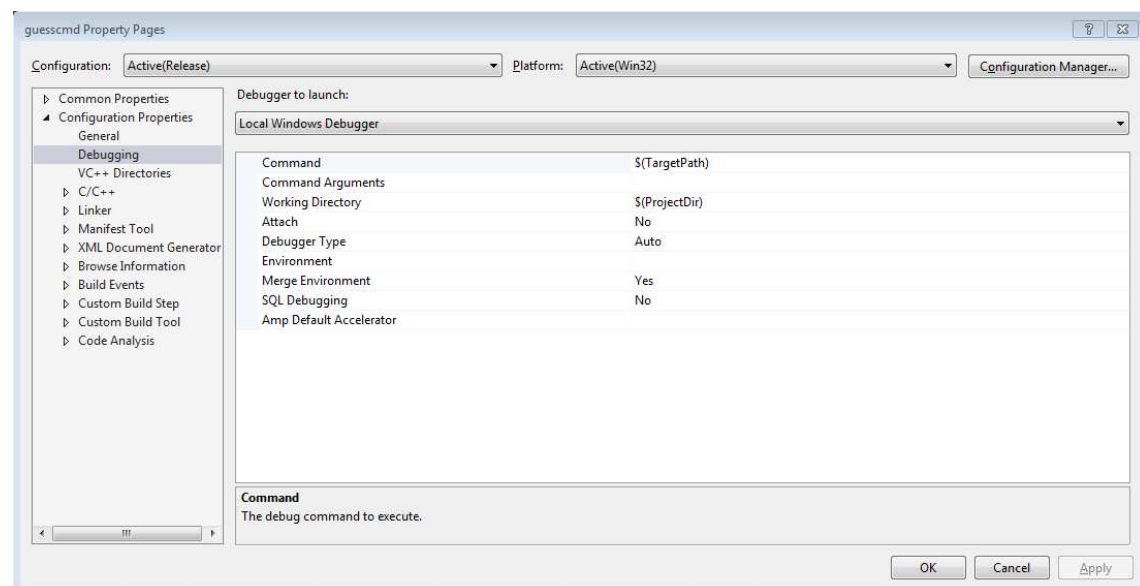 guesscmd Property Pages
Configuration: Active(Release) Platform: Active(Win32) Configuration Manager...
Common Properties
Configuration Properties
General
Debugging
VC++ Directories
C/C++
Linker
Manifest Tool
XML Document Generator
Browse Information
Build Events
Custom Build Step
Custom Build Tool
Code Analysis
Debugger to launch:
Local Windows Debugger
Command $(TargetPath)
Command Arguments
Working Directory $(ProjectDir)
Attach No
Debugger Type Auto
Environment
Merge Environment Yes
SQL Debugging No
Amp Default Accelerator
Command
The debug command to execute.
OK Cancel Apply